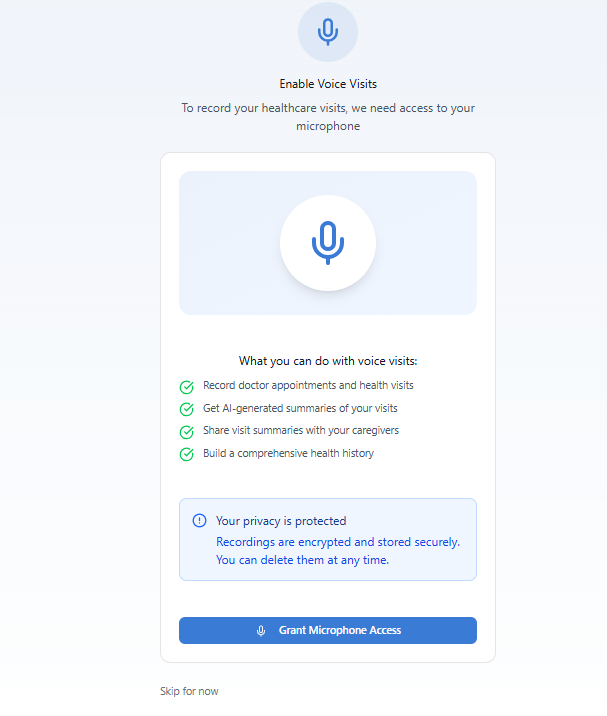 Enable Voice Visits
To record your healthcare visits, we need access to your
microphone
What you can do with voice visits:
Record doctor appointments and health visits
Get AI-generated summaries of your visits
Share visit summaries with your caregivers
Build a comprehensive health history
Your privacy is protected
Recordings are encrypted and stored securely.
You can delete them at any time.
Grant Microphone Access
Skip for now